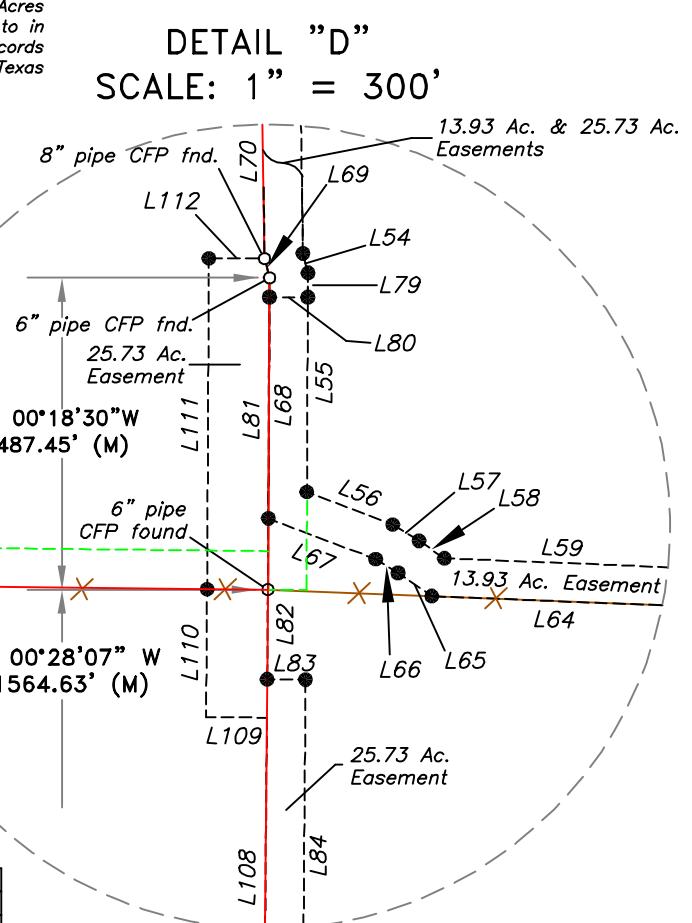 Acres
to in
cords
Texas
DETAIL "D"
SCALE: 1" = 300'
13.93 Ac. & 25.73 Ac.
Easements
8" pipe CFP fnd.
L70
L69
L112
L54
L79
6" pipe CFP fnd.
L80
25.73 Ac.
Easement
L111
L81
L68
L55
00°18'30"W
487.45' (M)
6" pipe
CFP found
L56
L57
L58
L67
L59
13.93 Ac. Easement
L64
L65
L66
L82
L110
L83
00°28'07" W
1564.63' (M)
L109
25.73 Ac.
Easement
L108
L84